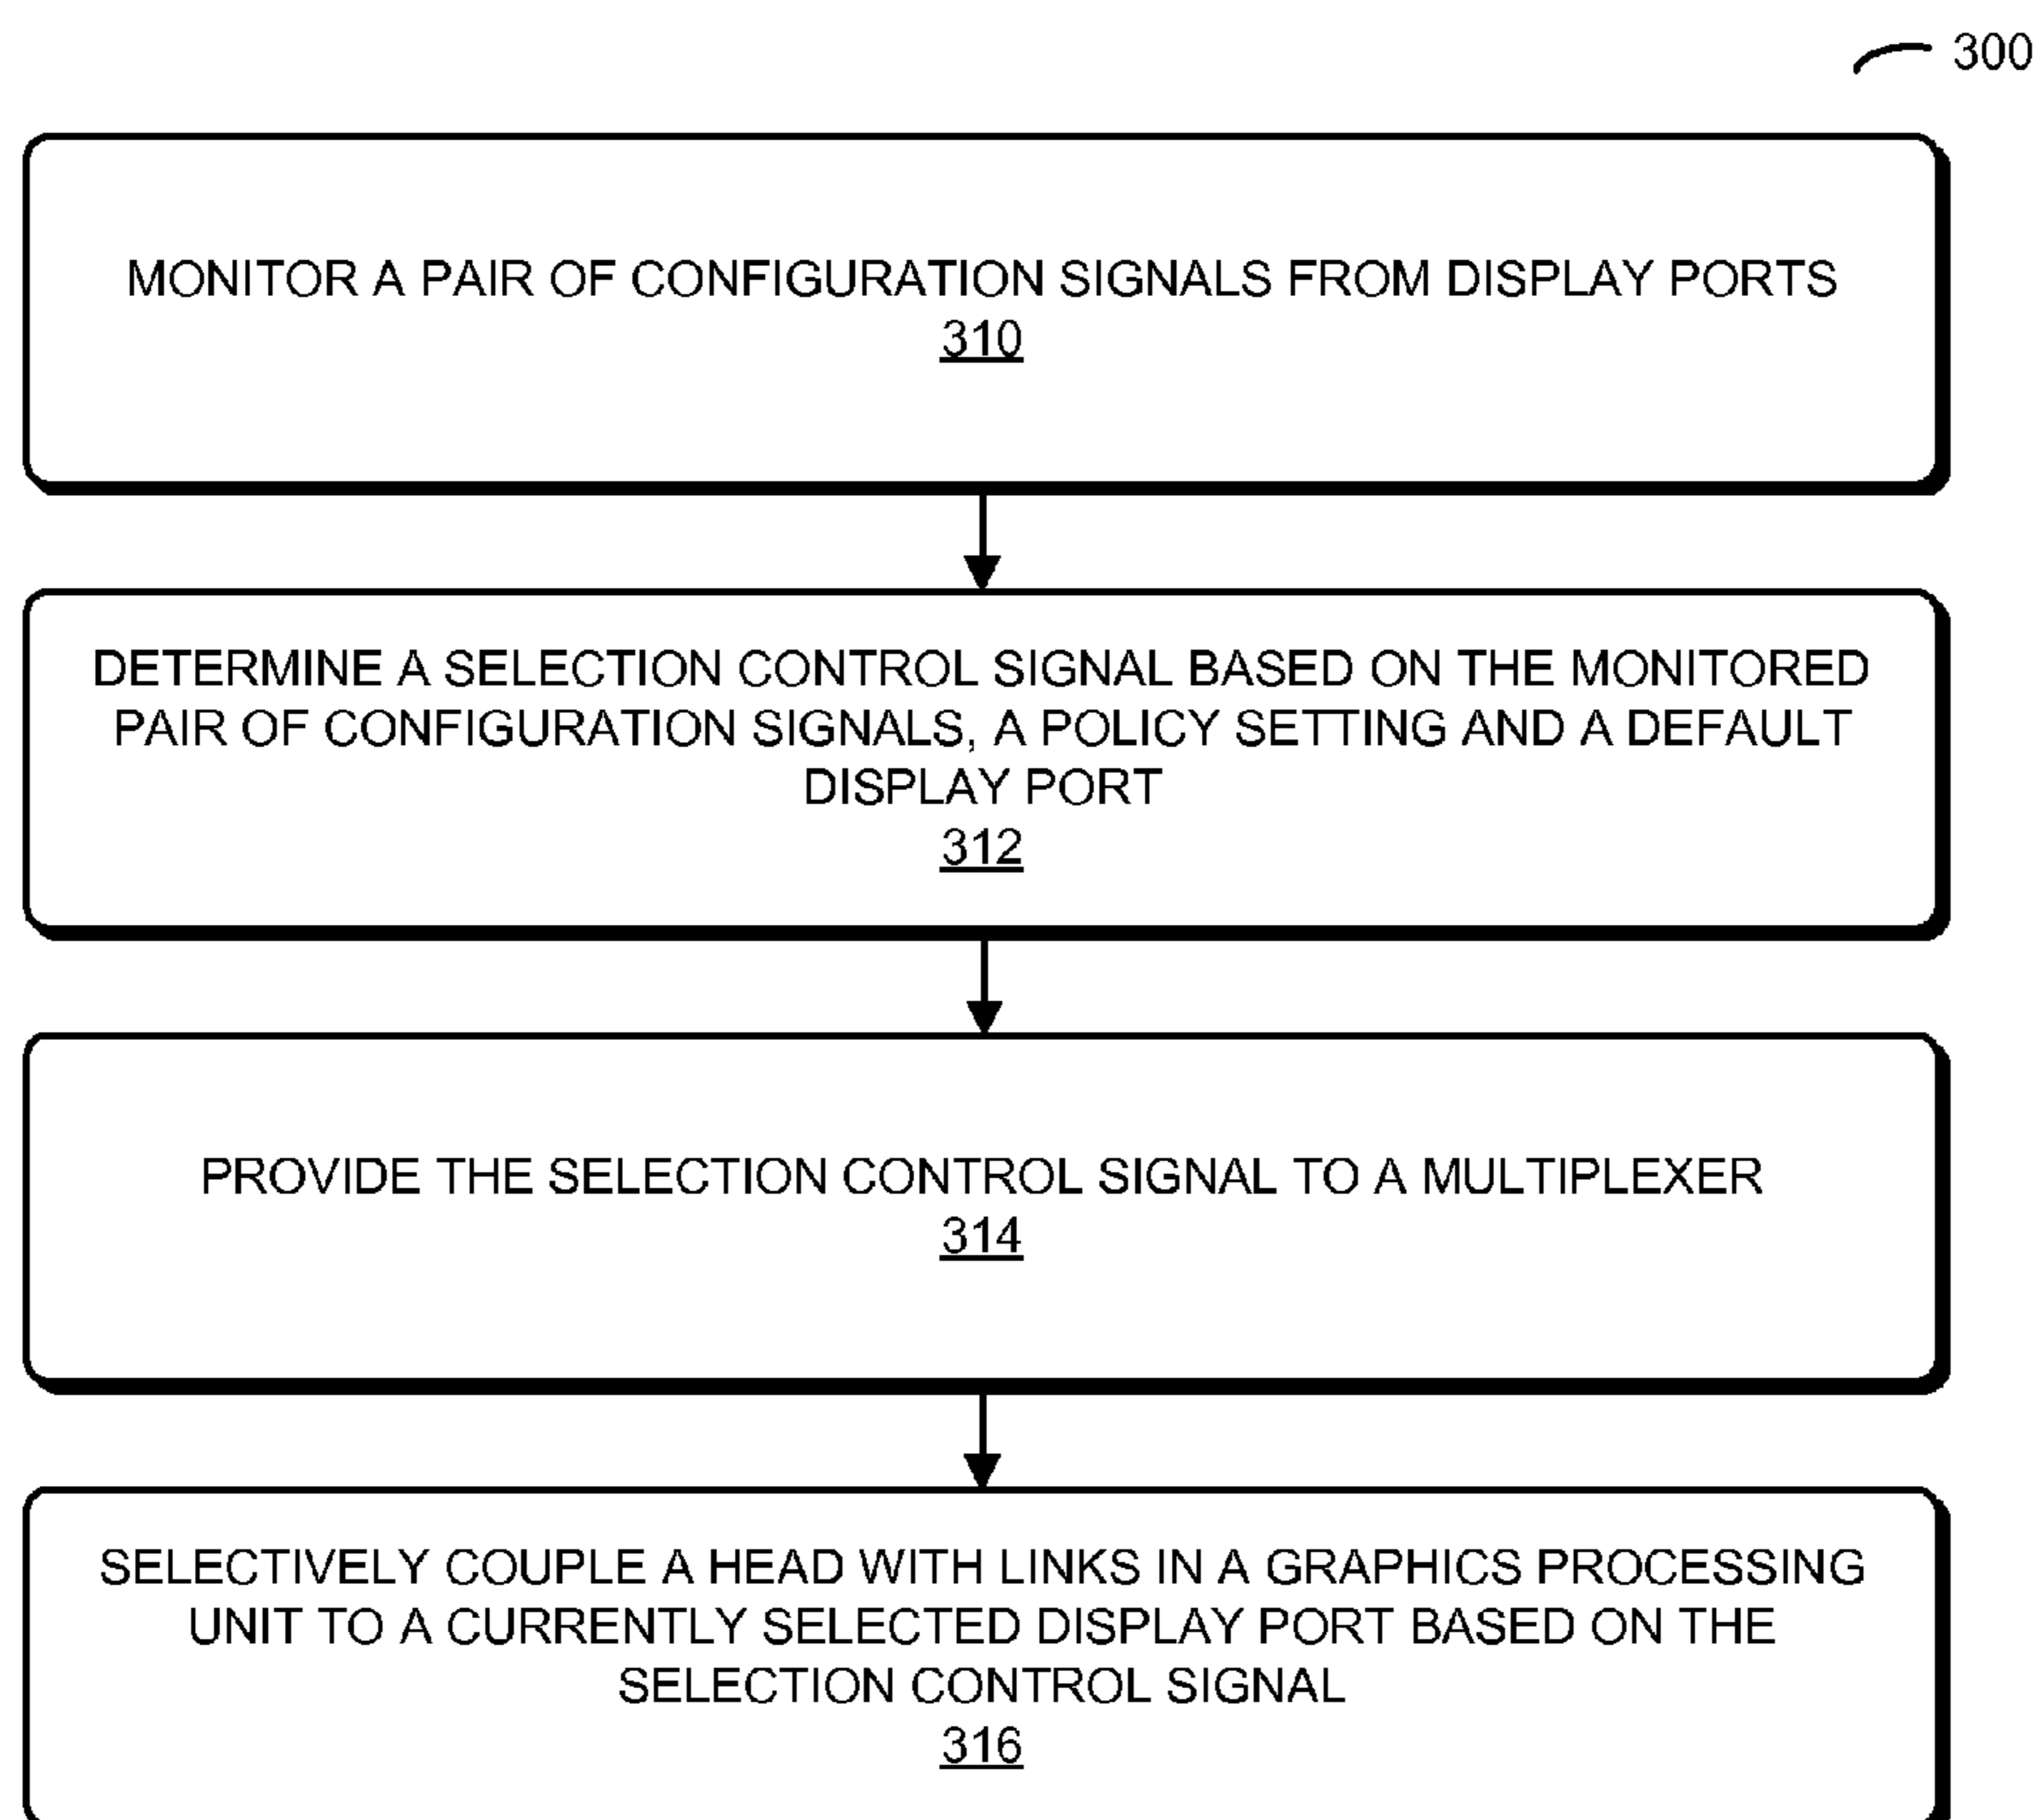 300
MONITOR A PAIR OF CONFIGURATION SIGNALS FROM DISPLAY PORTS
310
DETERMINE A SELECTION CONTROL SIGNAL BASED ON THE MONITORED
PAIR OF CONFIGURATION SIGNALS, A POLICY SETTING AND A DEFAULT
DISPLAY PORT
312
PROVIDE THE SELECTION CONTROL SIGNAL TO A MULTIPLEXER
314
SELECTIVELY COUPLE A HEAD WITH LINKS IN A GRAPHICS PROCESSING
UNIT TO A CURRENTLY SELECTED DISPLAY PORT BASED ON THE
SELECTION CONTROL SIGNAL
316